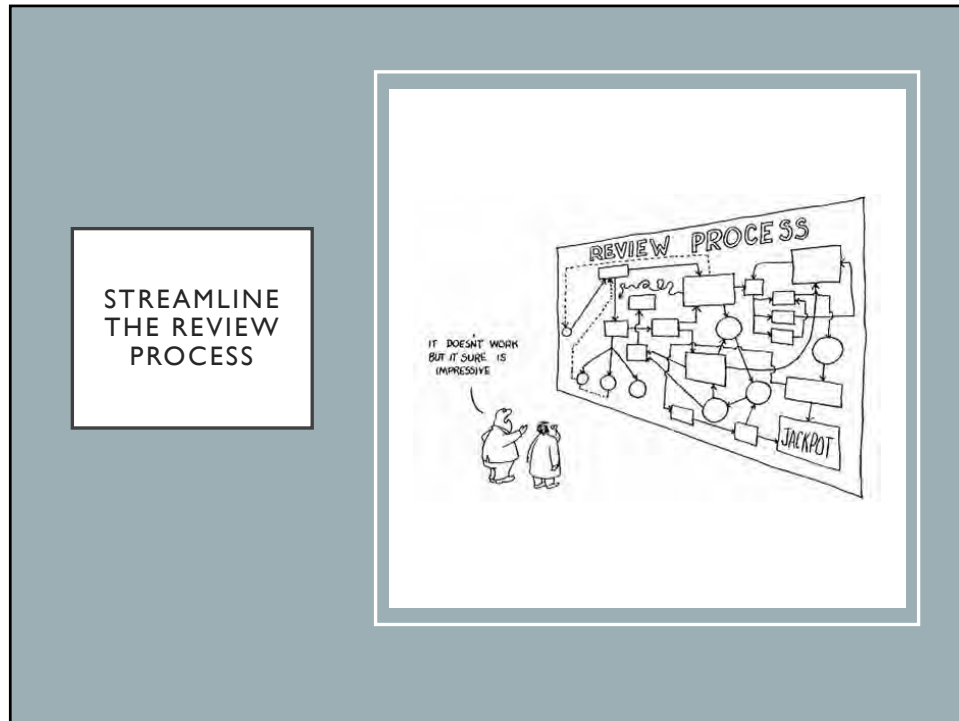 STREAMLINE
THE REVIEW
PROCESS
REVIEW PROCESS
IT DOESN'T WORK
BUT IT SURE IS
IMPRESSIVE
JACKPOT